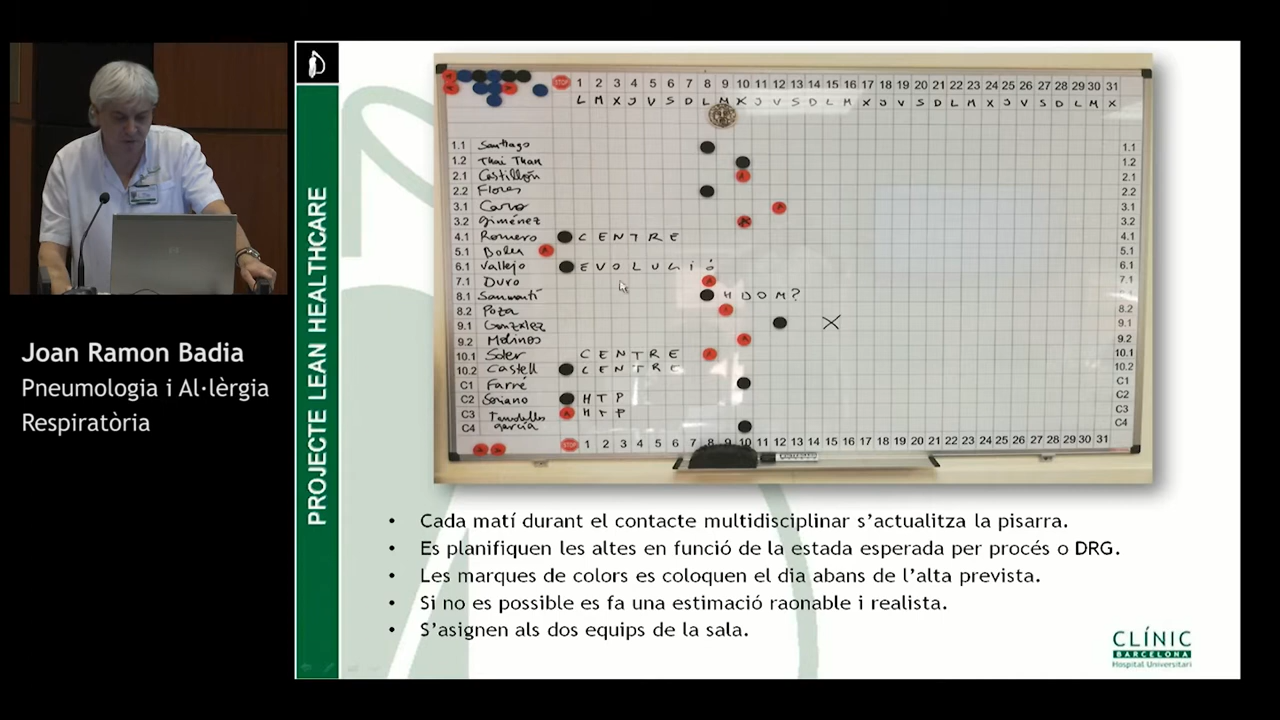 PROJECTE LEAN HEALTHCARE
STOP 1 2 3 4 5 6 7 8 9 10 11 12 13 14 15 16 17 18 19 20 21 22 23 24 25 26 27 28 29 30 31
L M X J V S D L M X J V S D L M X J V S D L M X J V S D L M X
1.1 Santiago 1.1
1.2 Thai Than 1.2
2.1 Castillón 2.1
2.2 Flores 2.2
3.1 Caro 3.1
3.2 Giménez 3.2
4.1 Romero CENTRE 4.1
5.1 5.1
6.1 Vallejo EVOLUCIÓ 6.1
7.1 Duro 7.1
8.1 Sanmartí HDOM?
8.2 Poza 8.2
9.1 González X 9.1
9.2 Molinos 9.2
10.1 Soler CENTRE 10.1
10.2 Castell CENTRE 10.2
C1 Farré C1
C2 Soriano HTP C2
C3 HTP C3
C4 García C4
STOP 1 2 3 4 5 6 7 8 9 10 11 12 13 14 15 16 17 18 19 20 21 22 23 24 25 26 27 28 29 30 31
Joan Ramon Badia
Pneumologia i Al·lèrgia
Respiratòria
• Cada matí durant el contacte multidisciplinar s’actualitza la pisarra.
• Es planifiquen les altes en funció de la estada esperada per procés o DRG.
• Les marques de colors es coloquen el dia abans de l’alta prevista.
• Si no es possible es fa una estimació raonable i realista.
• S’asignen als dos equips de la sala.
CLÍNIC
BARCELONA
Hospital Universitari